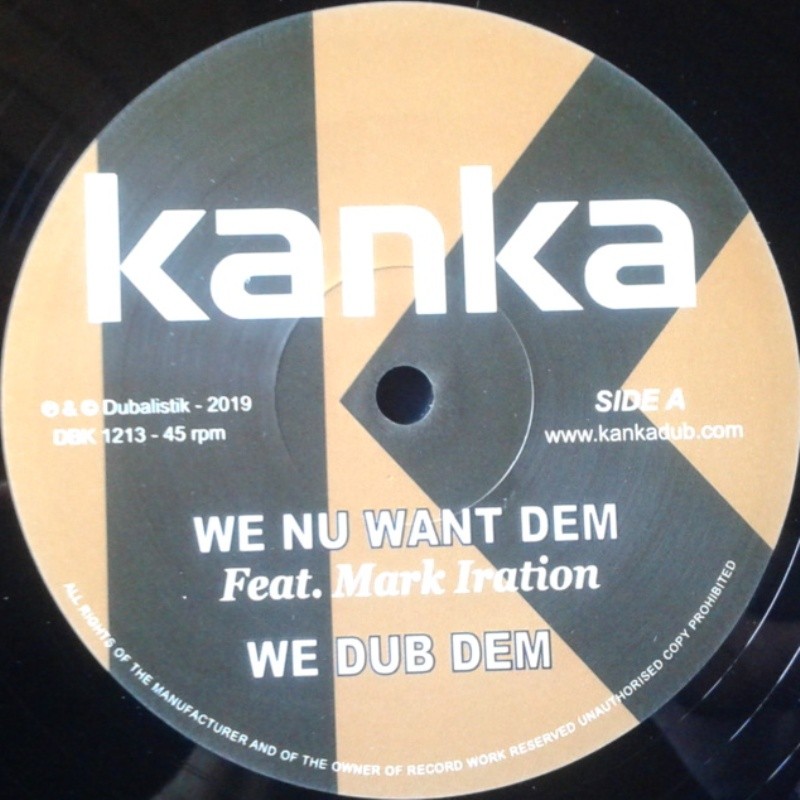 kanka
℗ & © Dubalistik - 2019
DBK 1213 - 45 rpm
SIDE A
www.kankadub.com
WE NU WANT DEM
Feat. Mark Iration
WE DUB DEM
ALL RIGHTS OF THE MANUFACTURER AND OF THE OWNER OF RECORD WORK RESERVED UNAUTHORISED COPY PROHIBITED